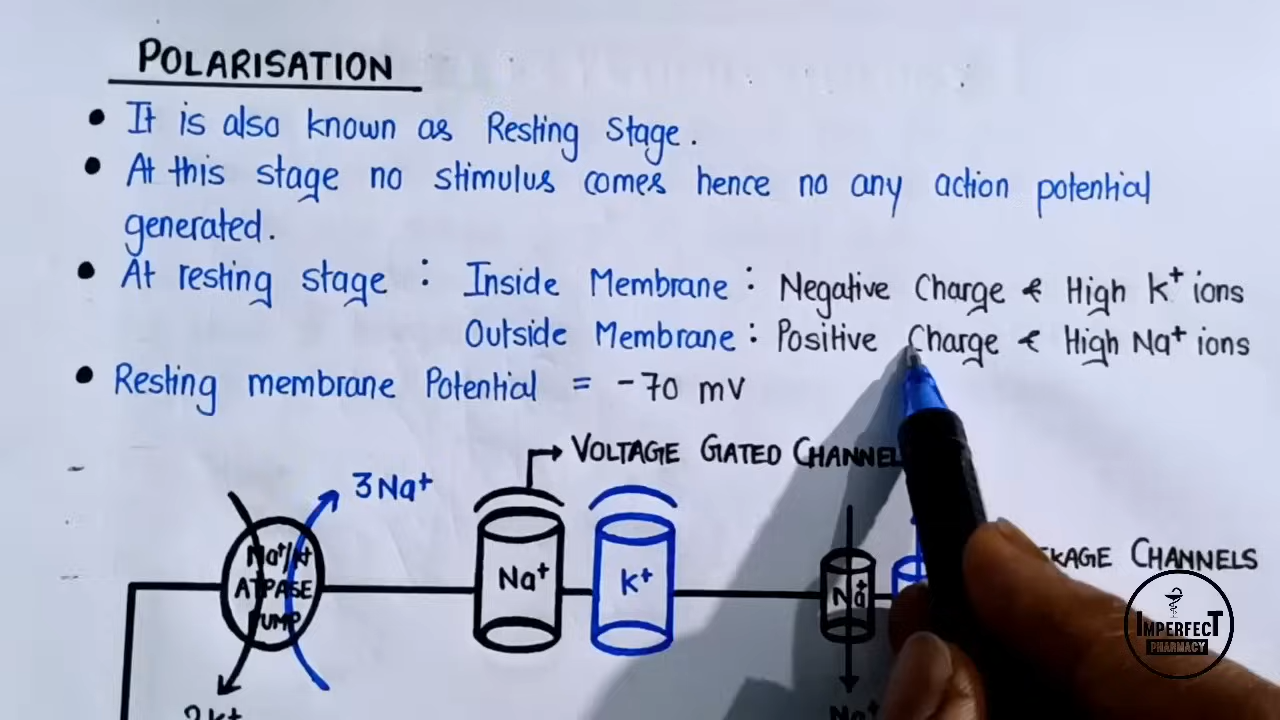 POLARISATION
• It is also known as Resting Stage.
• At this stage no stimulus comes hence no any action potential
generated.
• At resting stage : Inside Membrane : Negative Charge & High K⁺ ions
Outside Membrane : Positive Charge & High Na⁺ ions
• Resting membrane Potential = -70 mV
VOLTAGE GATED CHANNEL
3Na⁺
Na⁺/K⁺
ATPASE
PUMP
Na⁺
K⁺
Na⁺
CHANNELS
2K⁺
Na⁺
IMPERFECT
PHARMACY